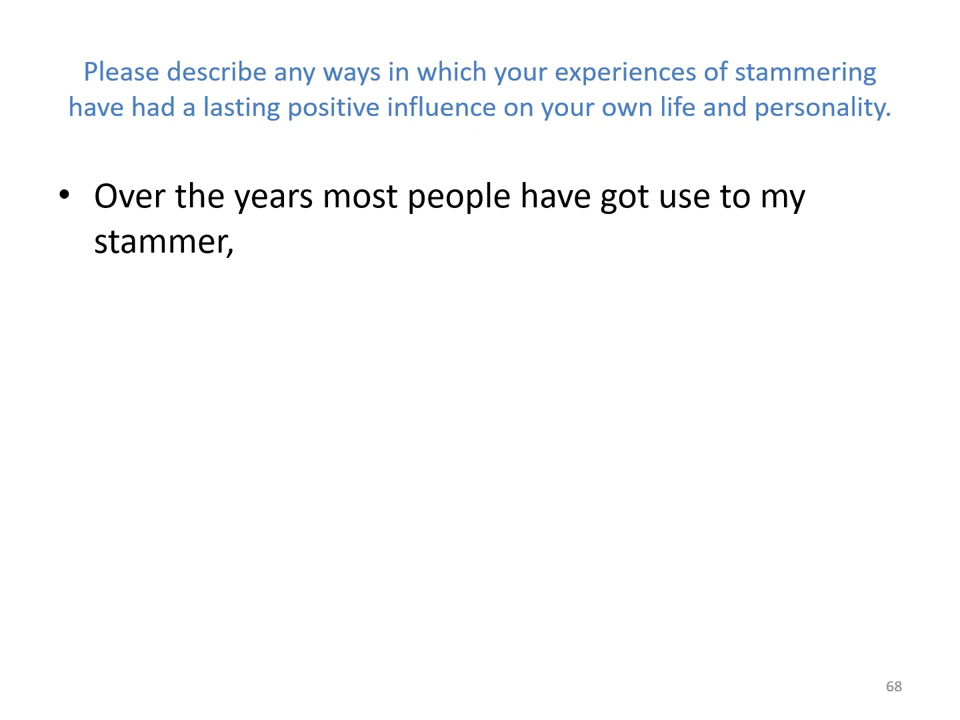 Please describe any ways in which your experiences of stammering
have had a lasting positive influence on your own life and personality.
• Over the years most people have got use to my
stammer,
68